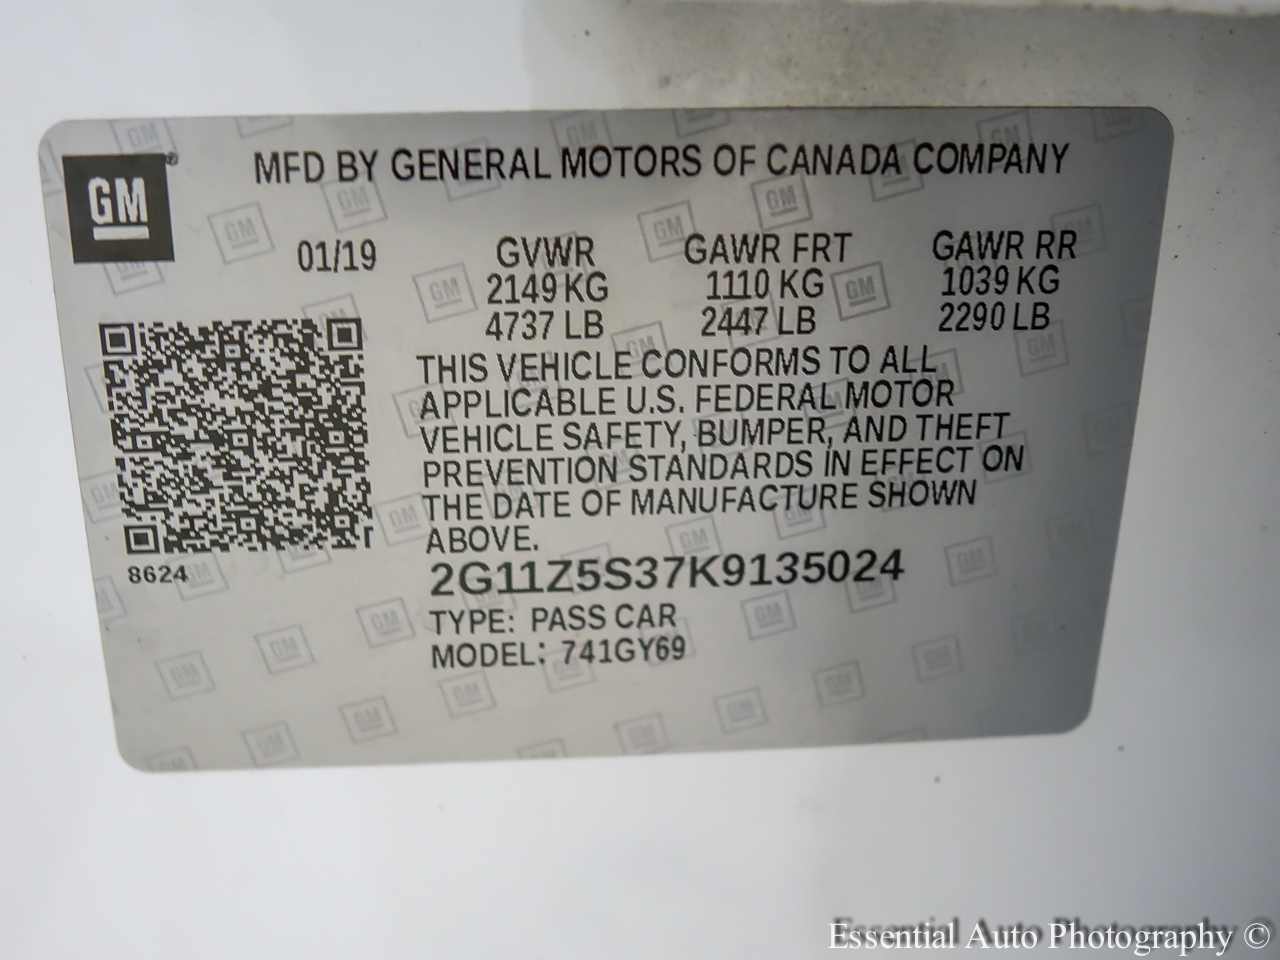 GM®
MFD BY GENERAL MOTORS OF CANADA COMPANY
01/19
GVWR
2149 KG
4737 LB
GAWR FRT
1110 KG
2447 LB
GAWR RR
1039 KG
2290 LB
THIS VEHICLE CONFORMS TO ALL
APPLICABLE U.S. FEDERAL MOTOR
VEHICLE SAFETY, BUMPER, AND THEFT
PREVENTION STANDARDS IN EFFECT ON
THE DATE OF MANUFACTURE SHOWN
ABOVE.
8624
2G11Z5S37K9135024
TYPE: PASS CAR
MODEL: 741GY69
Essential Auto Photography ©